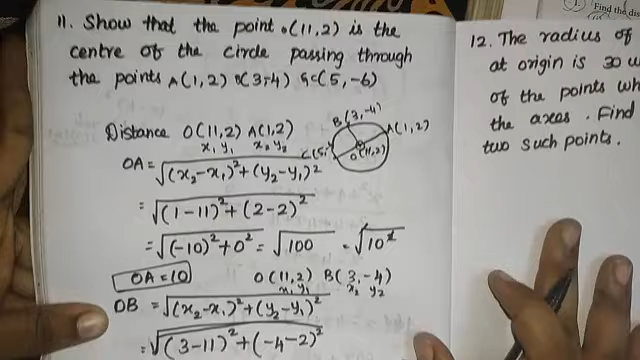 11. Show that the point O(11,2) is the
centre of the circle passing through
the points A(1,2) B(3,-4) & C(5,-6)
Distance O(11,2) A(1,2)
x₁ y₁ x₂ y₂
B(3,-4)
A(1,2)
C(5,
O(11,2)
OA = √(x₂-x₁)²+(y₂-y₁)²
= √(1-11)²+(2-2)²
= √(-10)²+0² = √100 = √10²
OA = 10
O(11,2) B(3,-4)
x₁ y₁ x₂ y₂
OB = √(x₂-x₁)²+(y₂-y₁)²
= √(3-11)²+(-4-2)²
12. The radius of
at origin is 30 u
of the points wh
the axes. Find
two such points.
Find the dis